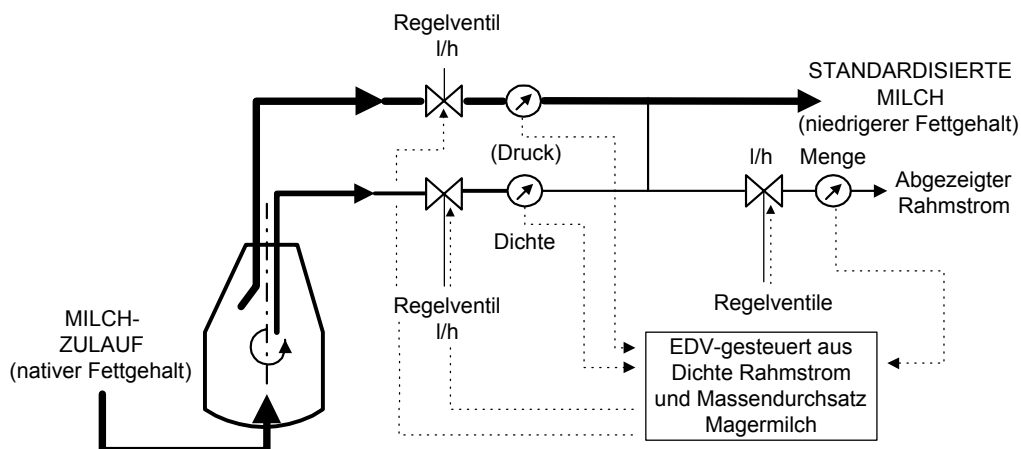 Regelventil
l/h
STANDARDISIERTE
MILCH
(niedrigerer Fettgehalt)
(Druck)
l/h
Menge
Abgezeigter
Rahmstrom
Dichte
MILCH-
ZULAUF
(nativer Fettgehalt)
Regelventil
l/h
Regelventile
EDV-gesteuert aus
Dichte Rahmstrom
und Massendurchsatz
Magermilch